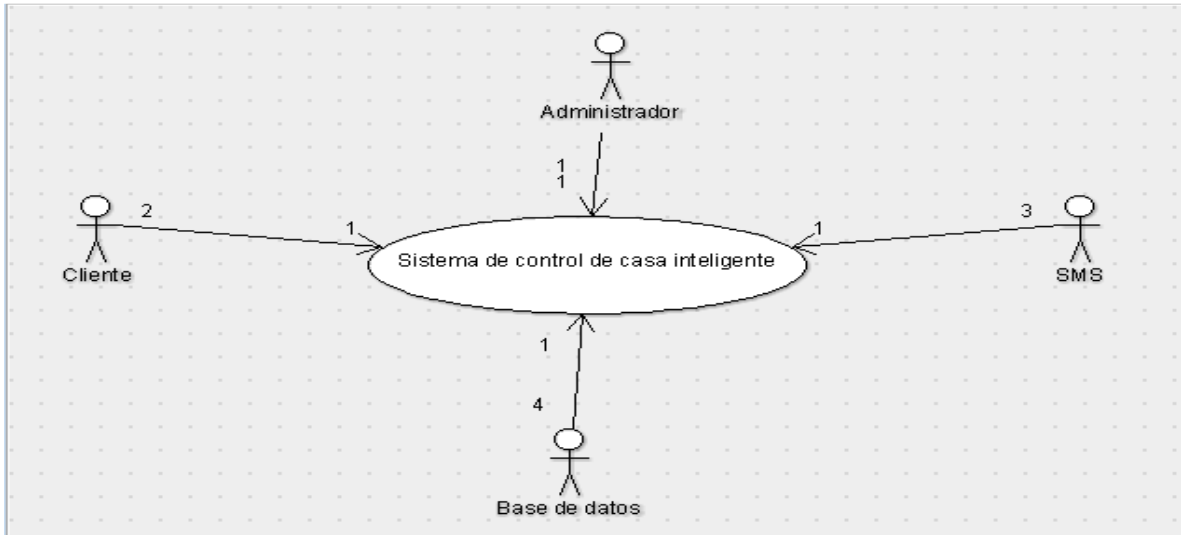 Administrador
1
1
2
1
1
3
Cliente
Sistema de control de casa inteligente
SMS
1
4
Base de datos